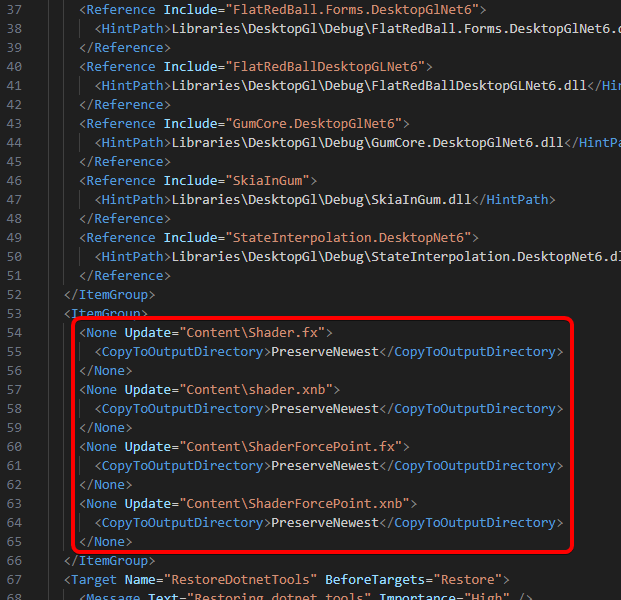 37 <Reference Include="FlatRedBall.Forms.DesktopGlNet6">
38 <HintPath>Libraries\DesktopGl\Debug\FlatRedBall.Forms.DesktopGlNet6.
39 </Reference>
40 <Reference Include="FlatRedBallDesktopGLNet6">
41 <HintPath>Libraries\DesktopGl\Debug\FlatRedBallDesktopGLNet6.dll</Hin
42 </Reference>
43 <Reference Include="GumCore.DesktopGlNet6">
44 <HintPath>Libraries\DesktopGl\Debug\GumCore.DesktopGlNet6.dll</HintPa
45 </Reference>
46 <Reference Include="SkiaInGum">
47 <HintPath>Libraries\DesktopGl\Debug\SkiaInGum.dll</HintPath>
48 </Reference>
49 <Reference Include="StateInterpolation.DesktopNet6">
50 <HintPath>Libraries\DesktopGl\Debug\StateInterpolation.DesktopNet6.dl
51 </Reference>
52 </ItemGroup>
53 <ItemGroup>
54 <None Update="Content\Shader.fx">
55 <CopyToOutputDirectory>PreserveNewest</CopyToOutputDirectory>
56 </None>
57 <None Update="Content\shader.xnb">
58 <CopyToOutputDirectory>PreserveNewest</CopyToOutputDirectory>
59 </None>
60 <None Update="Content\ShaderForcePoint.fx">
61 <CopyToOutputDirectory>PreserveNewest</CopyToOutputDirectory>
62 </None>
63 <None Update="Content\ShaderForcePoint.xnb">
64 <CopyToOutputDirectory>PreserveNewest</CopyToOutputDirectory>
65 </None>
66 </ItemGroup>
67 <Target Name="RestoreDotnetTools" BeforeTargets="Restore">
68 <Message Text="Restoring dotnet tools" Importance="High" />